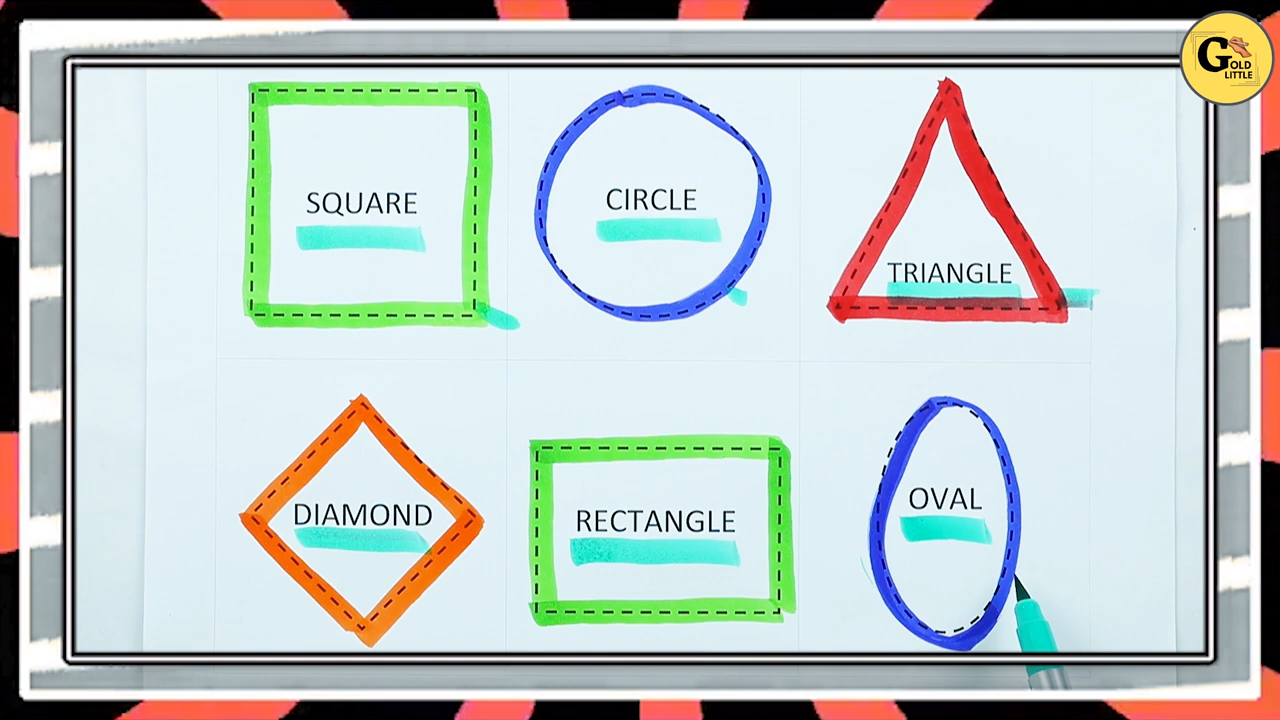 GOLD
LITTLE
SQUARE
CIRCLE
TRIANGLE
DIAMOND
RECTANGLE
OVAL